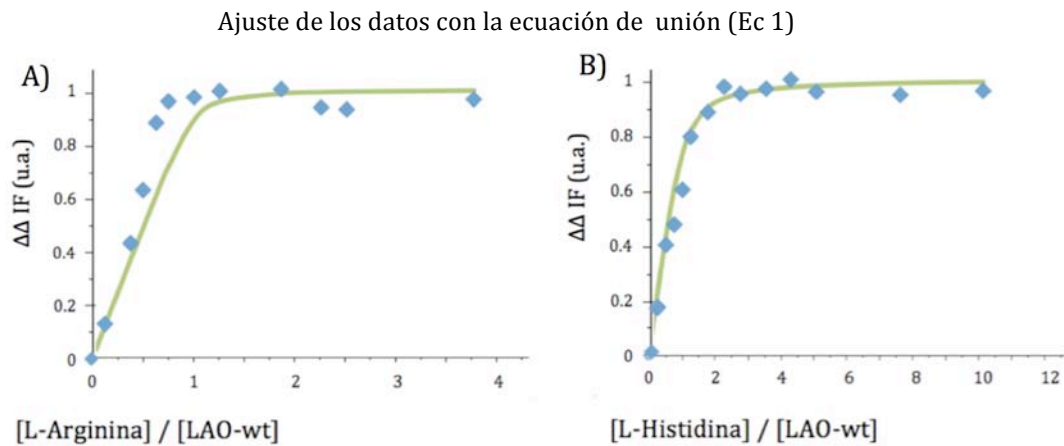 Ajuste de los datos con la ecuación de unión (Ec 1)
A)
ΔΔ IF (u.a.)
1
0.8
0.6
0.4
0.2
0
0 1 2 3 4
[L-Arginina] / [LAO-wt]
B)
ΔΔ IF (u.a.)
1
0.8
0.6
0.4
0.2
0
0 2 4 6 8 10 12
[L-Histidina] / [LAO-wt]